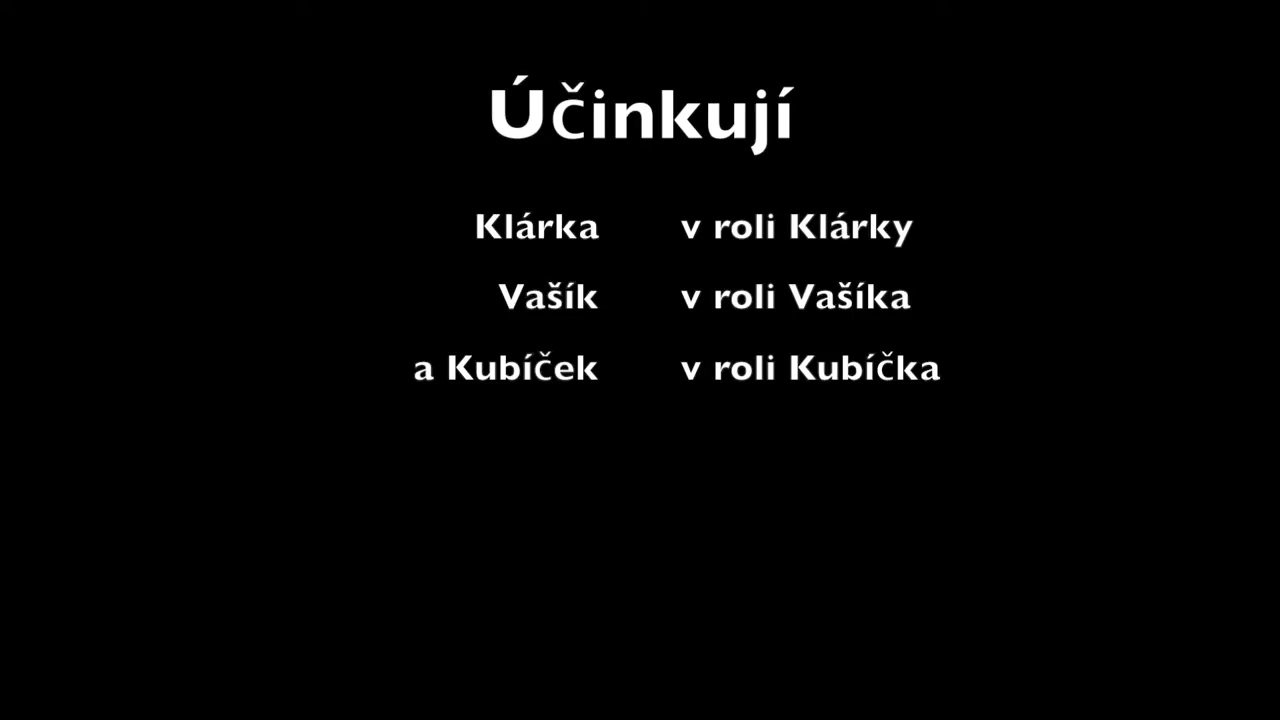 Účinkují
Klárka v roli Klárky
Vašík v roli Vašíka
a Kubíček v roli Kubíčka